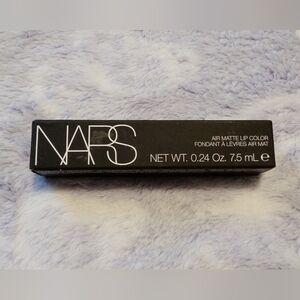 NARS
AIR MATTE LIP COLOR
FONDANT À LÈVRES AIR MAT
NET WT. 0.24 Oz. 7.5 mL ℮